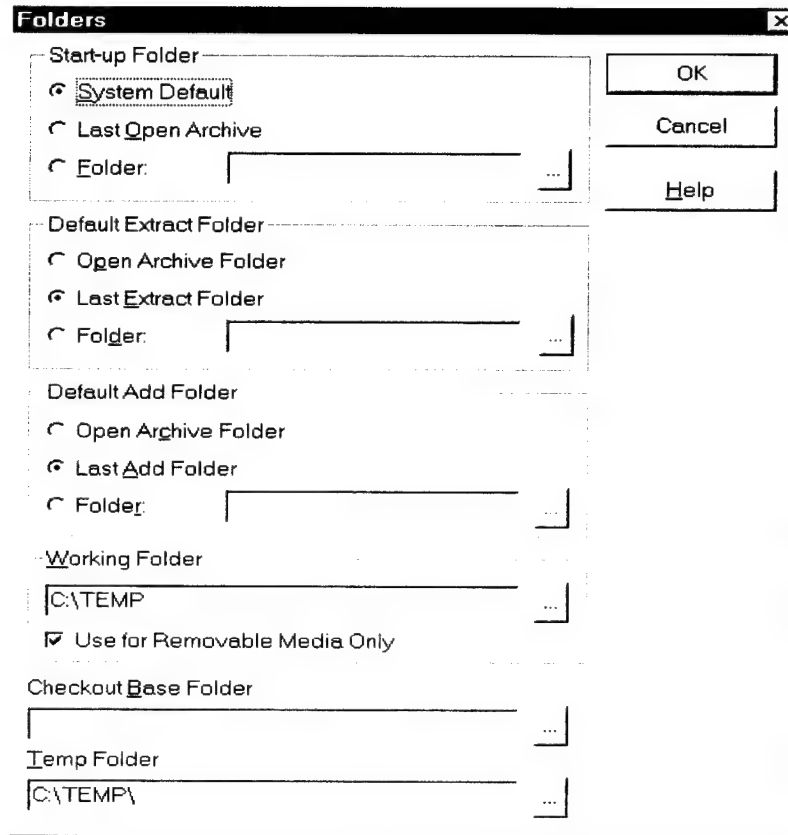 Folders
Start-up Folder
System Default
Last Open Archive
Folder:
...
OK
Cancel
Help
Default Extract Folder
Open Archive Folder
Last Extract Folder
Folder:
...
Default Add Folder
Open Archive Folder
Last Add Folder
Folder:
...
Working Folder
C:\TEMP
...
Use for Removable Media Only
Checkout Base Folder
...
Temp Folder
C:\TEMP\
...